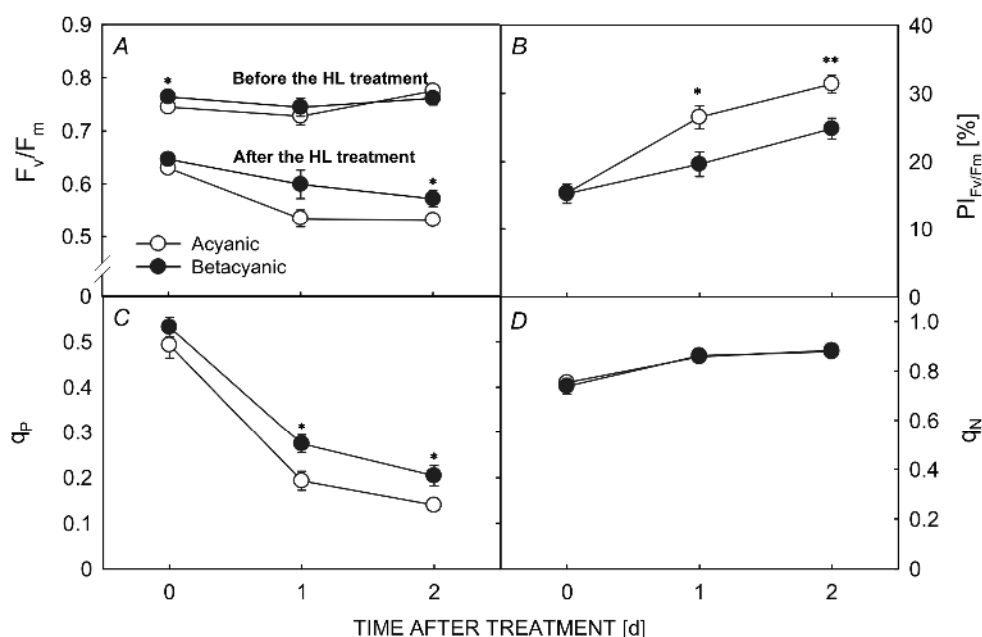 A
B
0.9
0.8
0.7
0.6
0.5
0
Fv/Fm
*
Before the HL treatment
After the HL treatment
*
Acyanic
Betacyanic
*
**
40
30
20
10
0
PIFv/Fm [%]
C
D
0.5
0.4
0.3
0.2
0.1
0
qP
*
*
1.0
0.8
0.6
0.4
0.2
0
qN
0 1 2
0 1 2
TIME AFTER TREATMENT [d]